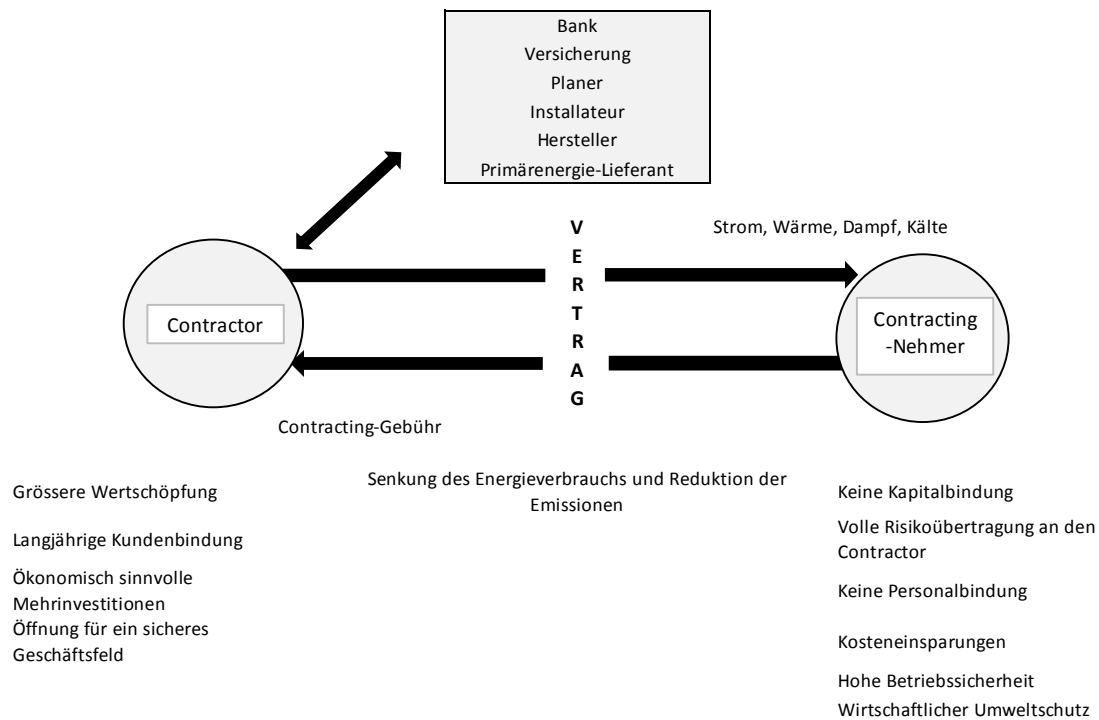 Bank
Versicherung
Planer
Installateur
Hersteller
Primärenergie-Lieferant
V
E
R
T
R
A
G
Strom, Wärme, Dampf, Kälte
Contractor
Contracting
-Nehmer
Contracting-Gebühr
Senkung des Energieverbrauchs und Reduktion der
Emissionen
Grössere Wertschöpfung
Langjährige Kundenbindung
Ökonomisch sinnvolle
Mehrinvestitionen
Öffnung für ein sicheres
Geschäftsfeld
Keine Kapitalbindung
Volle Risikoübertragung an den
Contractor
Keine Personalbindung
Kosteneinsparungen
Hohe Betriebssicherheit
Wirtschaftlicher Umweltschutz